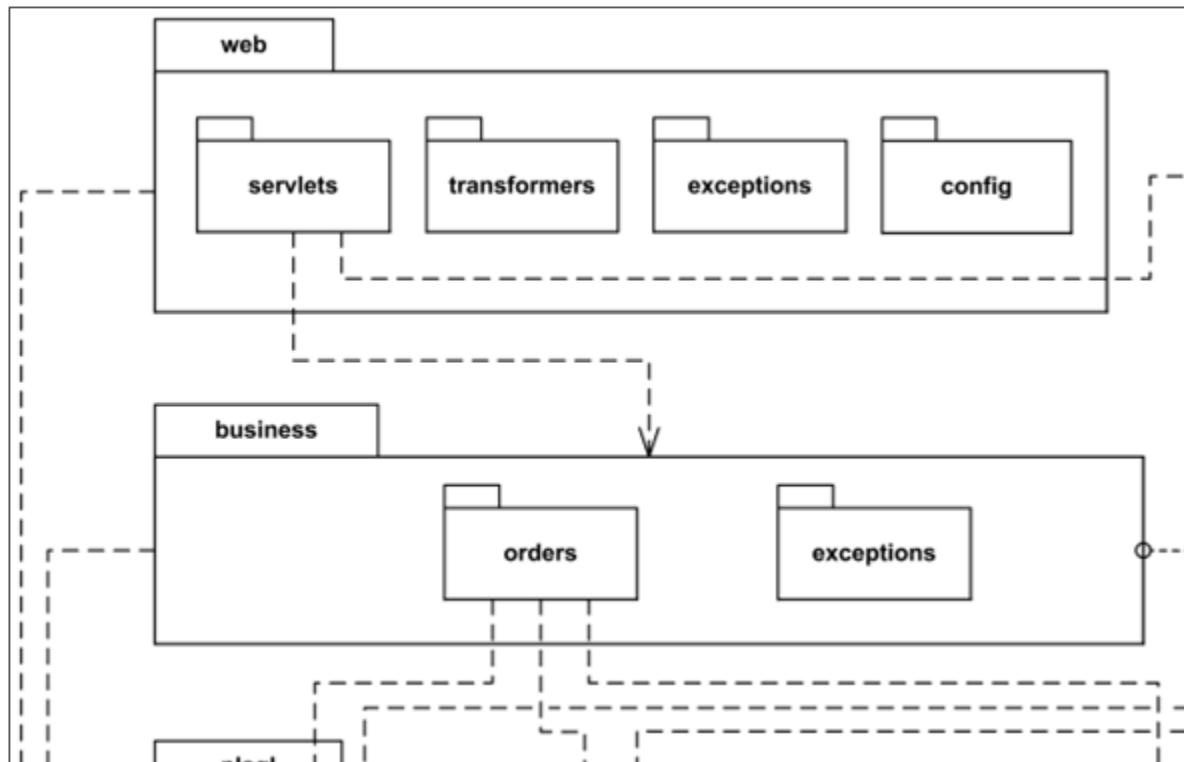 web
servlets
transformers
exceptions
config
business
orders
exceptions